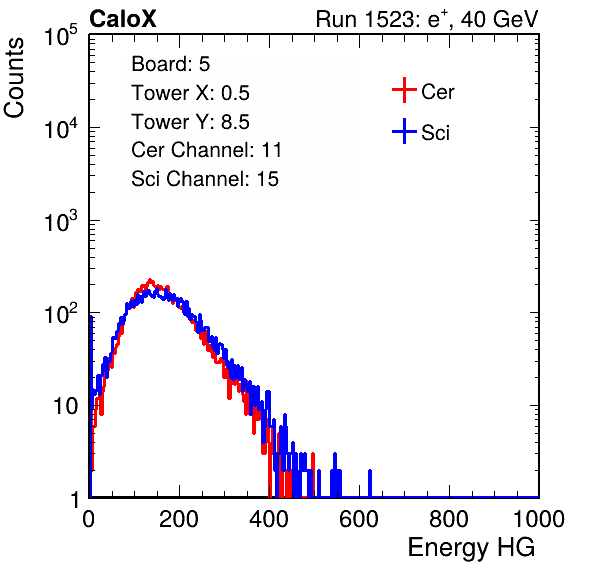 CaloX Run 1523: e⁺, 40 GeV
Counts
10⁵
10⁴
10³
10²
10
1
Board: 5
Tower X: 0.5
Tower Y: 8.5
Cer Channel: 11
Sci Channel: 15
Cer
Sci
0 200 400 600 800 1000
Energy HG